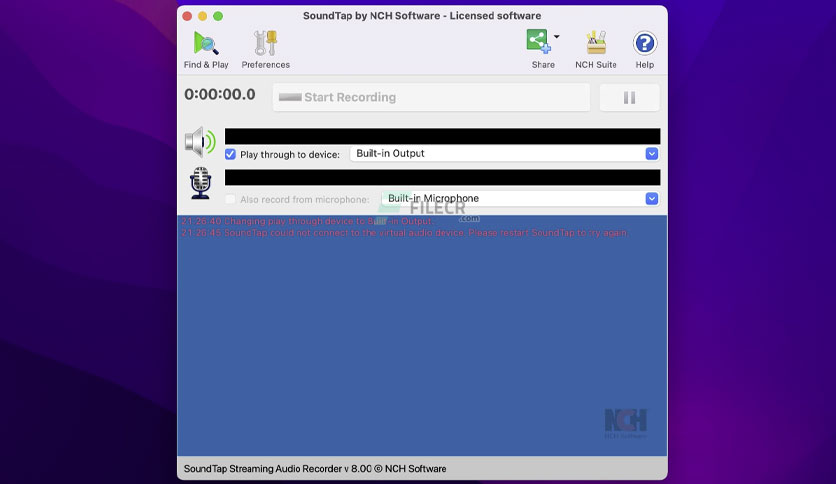 SoundTap by NCH Software - Licensed software
Find & Play
Preferences
Share
NCH Suite
Help
0:00:00.0
Start Recording
Play through to device:
Built-in Output
Also record from microphone:
Built-in Microphone
FILECR
.com
21:26:40 Changing play through device to Built-in Output.
21:26:45 SoundTap could not connect to the virtual audio device. Please restart SoundTap to try again.
NCH
NCH Software
SoundTap Streaming Audio Recorder v 8.00 © NCH Software